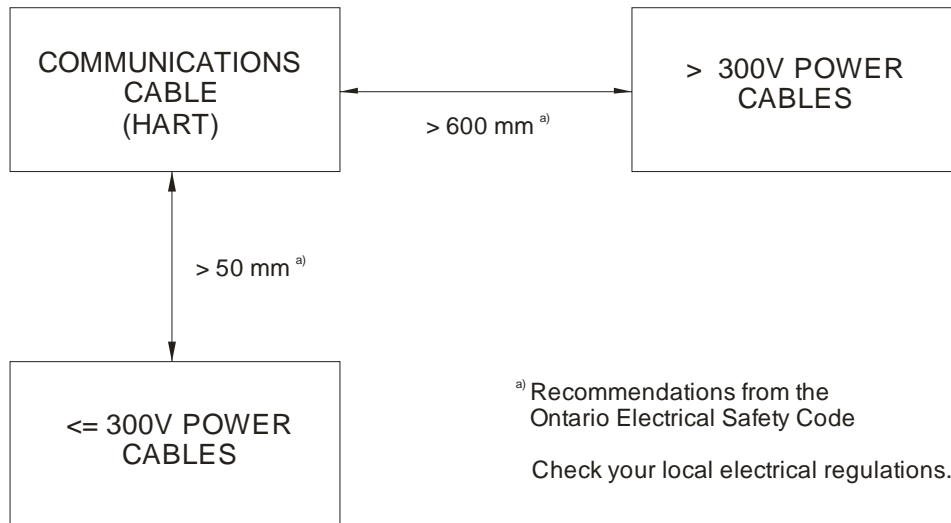 COMMUNICATIONS
CABLE
(HART)
> 300V POWER
CABLES
> 600 mm a)
> 50 mm a)
<= 300V POWER
CABLES
a) Recommendations from the
Ontario Electrical Safety Code
Check your local electrical regulations.